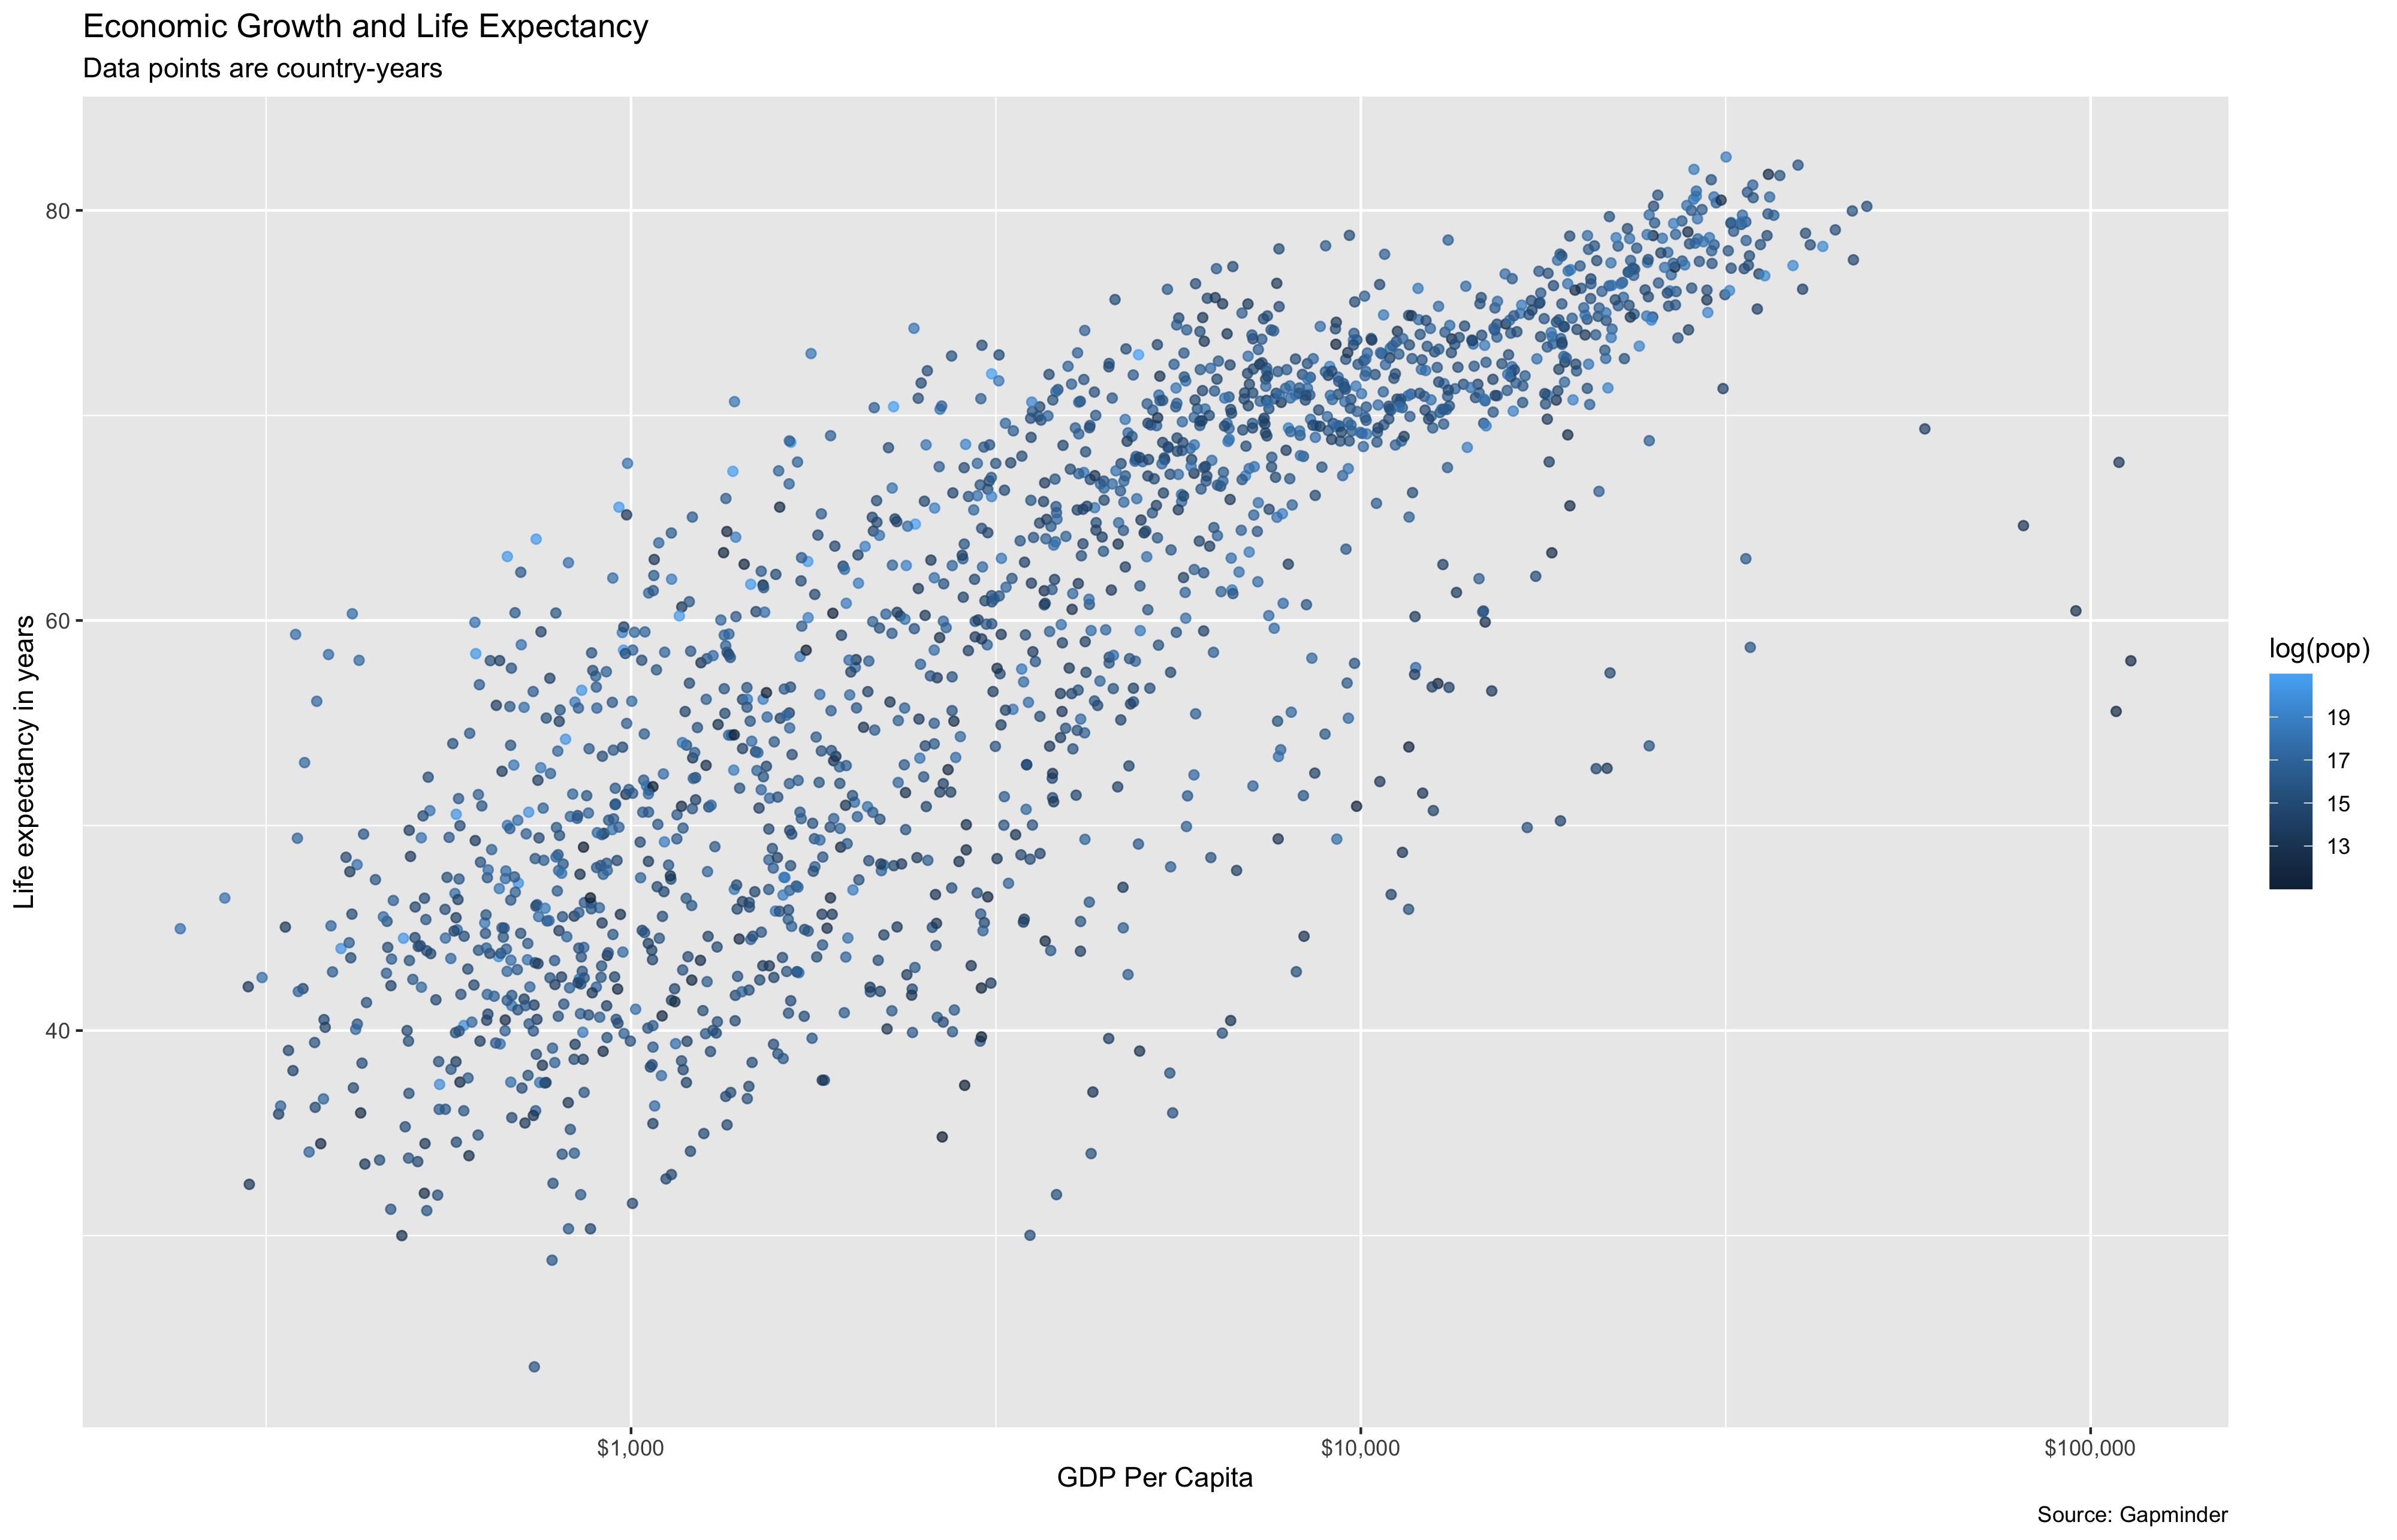 Economic Growth and Life Expectancy
Data points are country-years
80
60
40
Life expectancy in years
$1,000
$10,000
$100,000
GDP Per Capita
log(pop)
19
17
15
13
Source: Gapminder